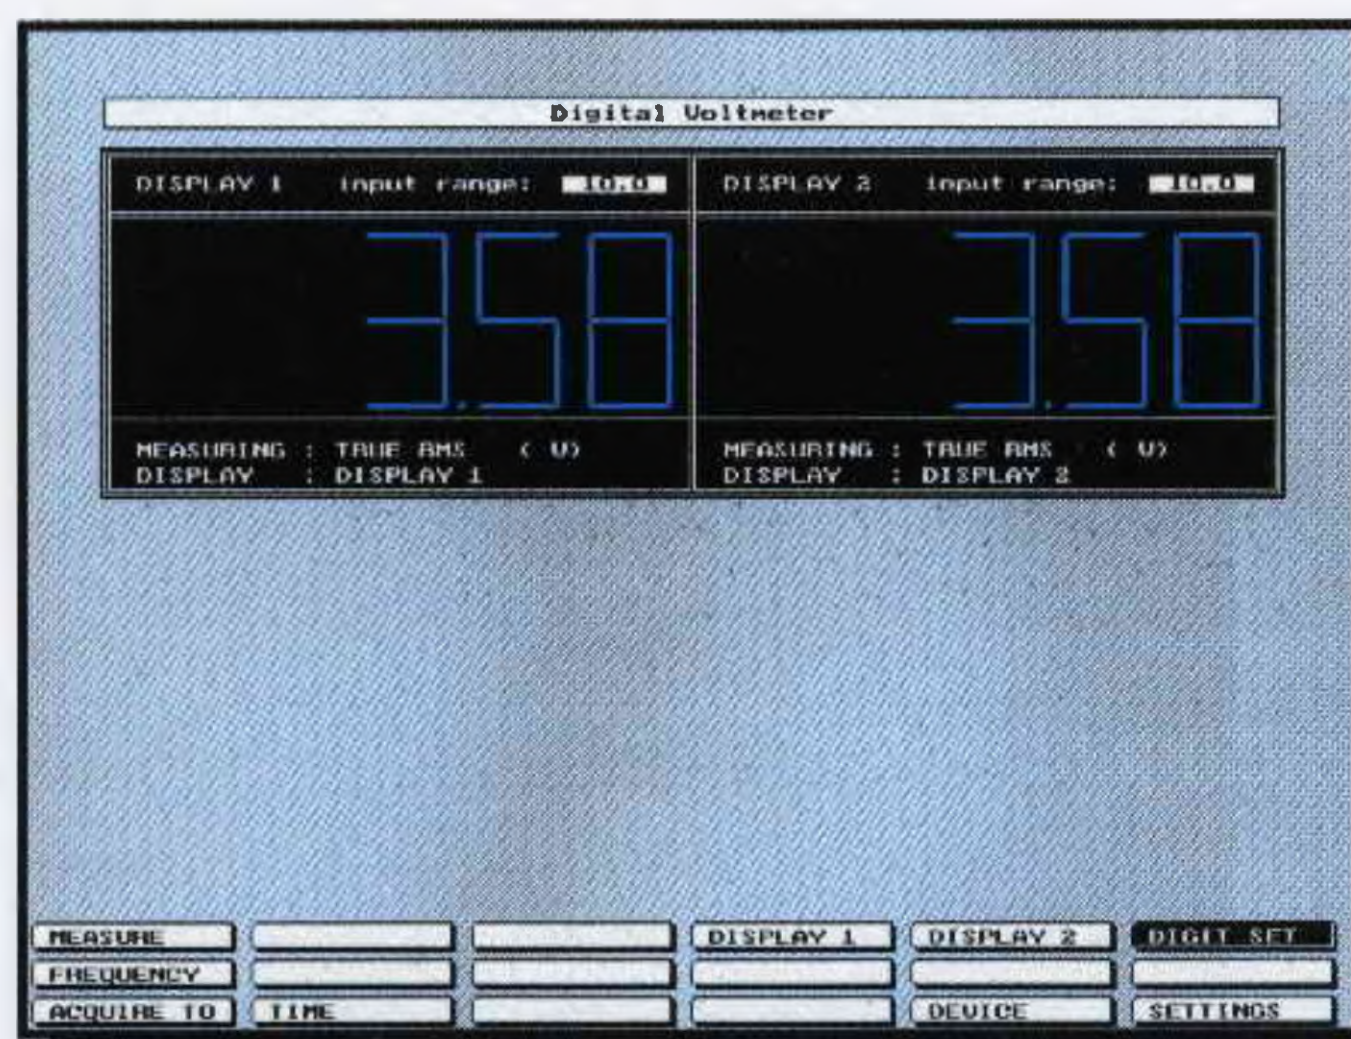 Digital Voltmeter
DISPLAY 1 input range: 10.0
DISPLAY 2 input range: 10.0
3.58
3.58
MEASURING : TRUE RMS ( V)
DISPLAY : DISPLAY 1
MEASURING : TRUE RMS ( V)
DISPLAY : DISPLAY 2
MEASURE DISPLAY 1 DISPLAY 2 DIGIT SET
FREQUENCY
ACQUIRE TO TIME DEVICE SETTINGS